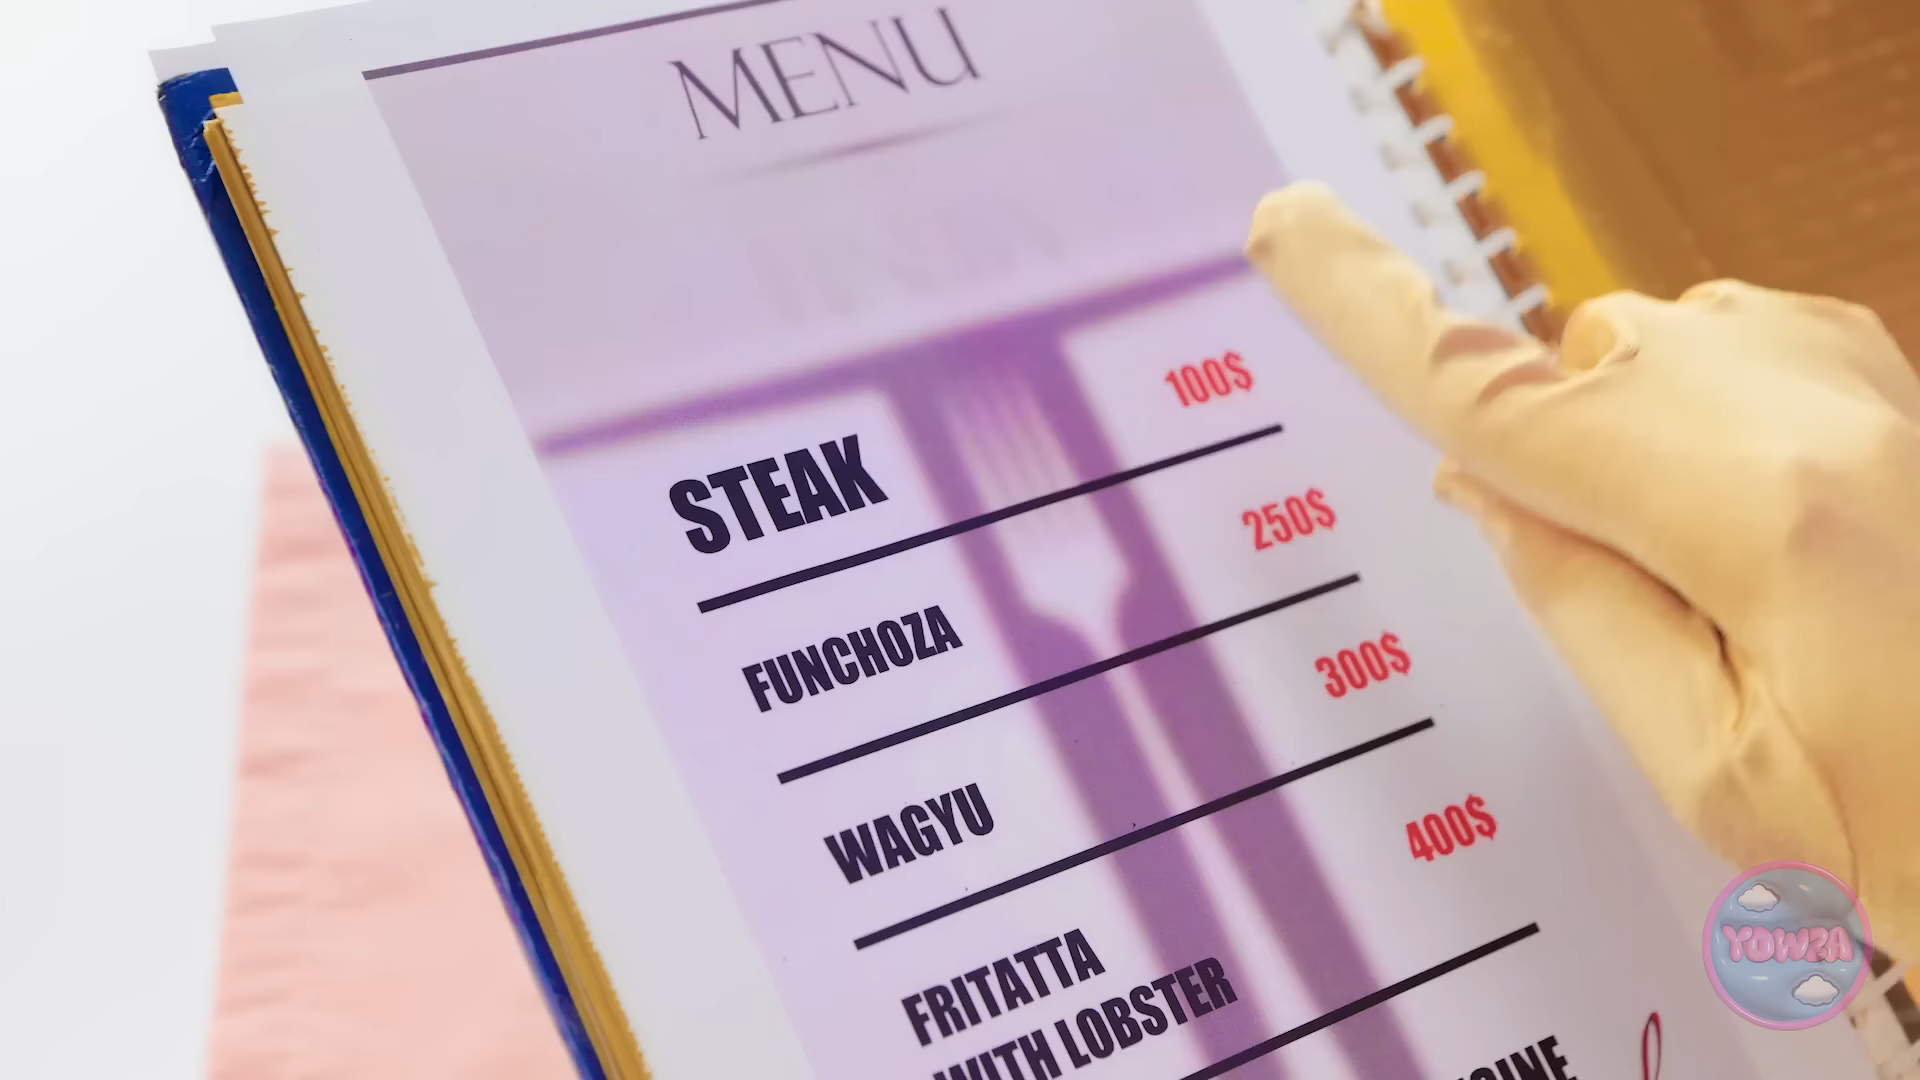 MENU
100$
STEAK
250$
FUNCHOZA
300$
WAGYU
400$
FRITATTA
WITH LOBSTER
YOWZA